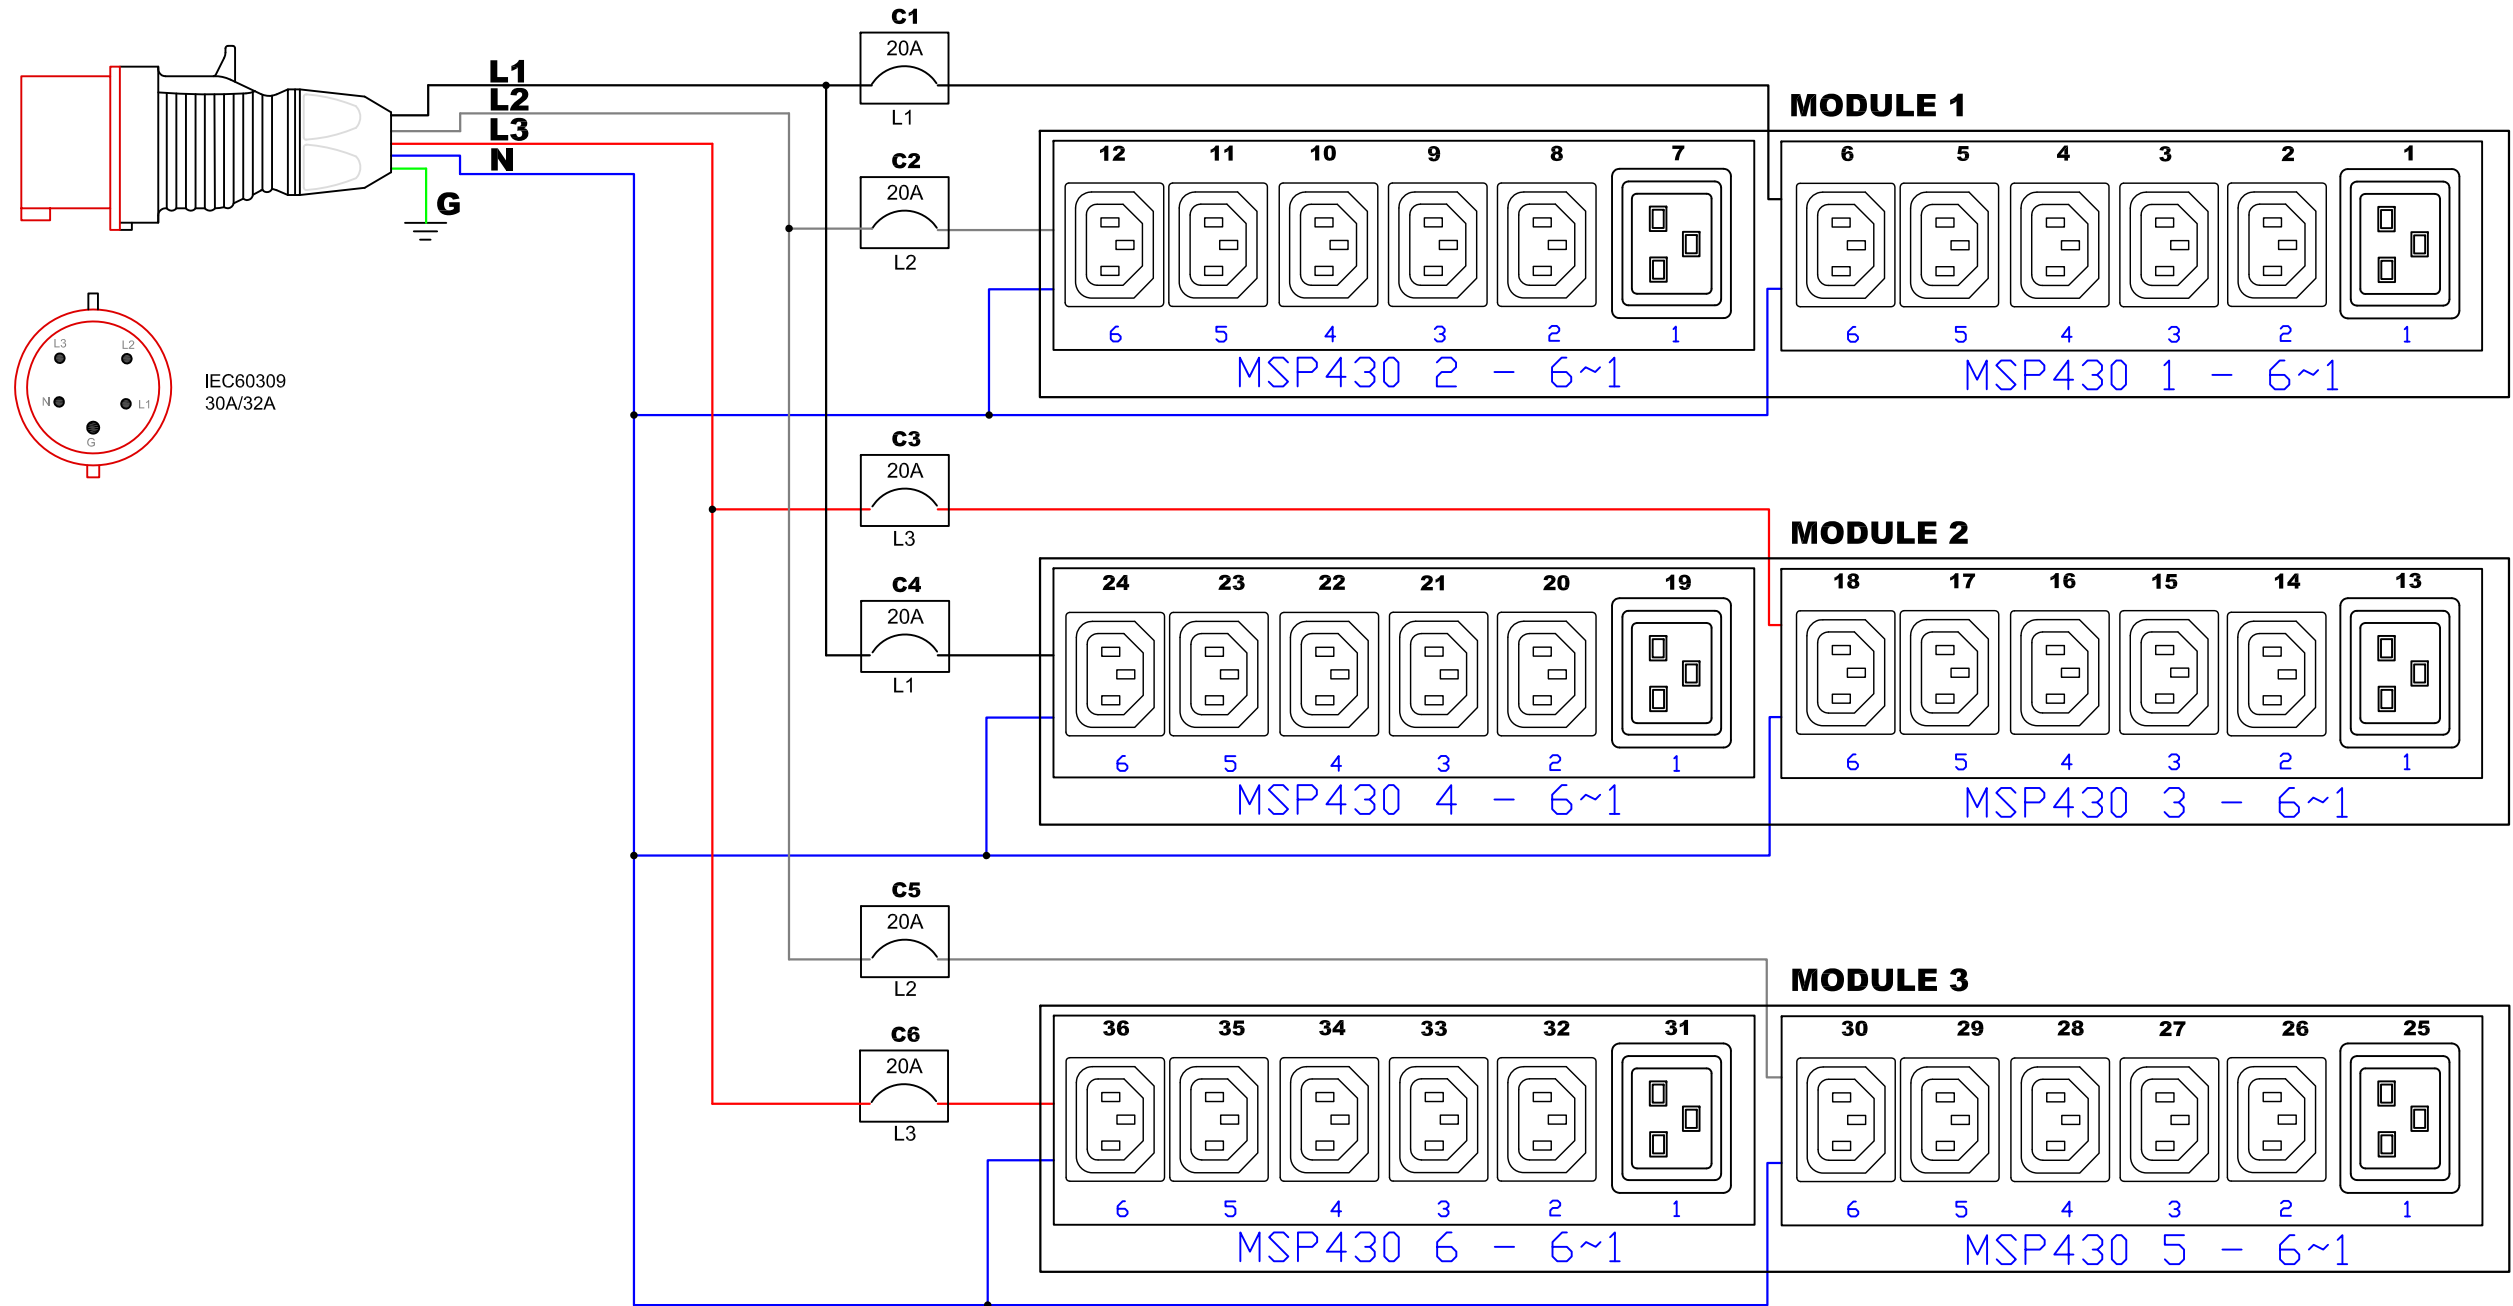 L1
L2
L3
N
G
L3
L2
N
L1
G
IEC60309
30A/32A
C1
20A
L1
C2
20A
L2
MODULE 1
12 11 10 9 8 7
6 5 4 3 2 1
6 5 4 3 2 1
6 5 4 3 2 1
MSP430 2 - 6~1
MSP430 1 - 6~1
C3
20A
L3
C4
20A
L1
MODULE 2
24 23 22 21 20 19
18 17 16 15 14 13
6 5 4 3 2 1
6 5 4 3 2 1
MSP430 4 - 6~1
MSP430 3 - 6~1
C5
20A
L2
C6
20A
L3
MODULE 3
36 35 34 33 32 31
30 29 28 27 26 25
6 5 4 3 2 1
6 5 4 3 2 1
MSP430 6 - 6~1
MSP430 5 - 6~1